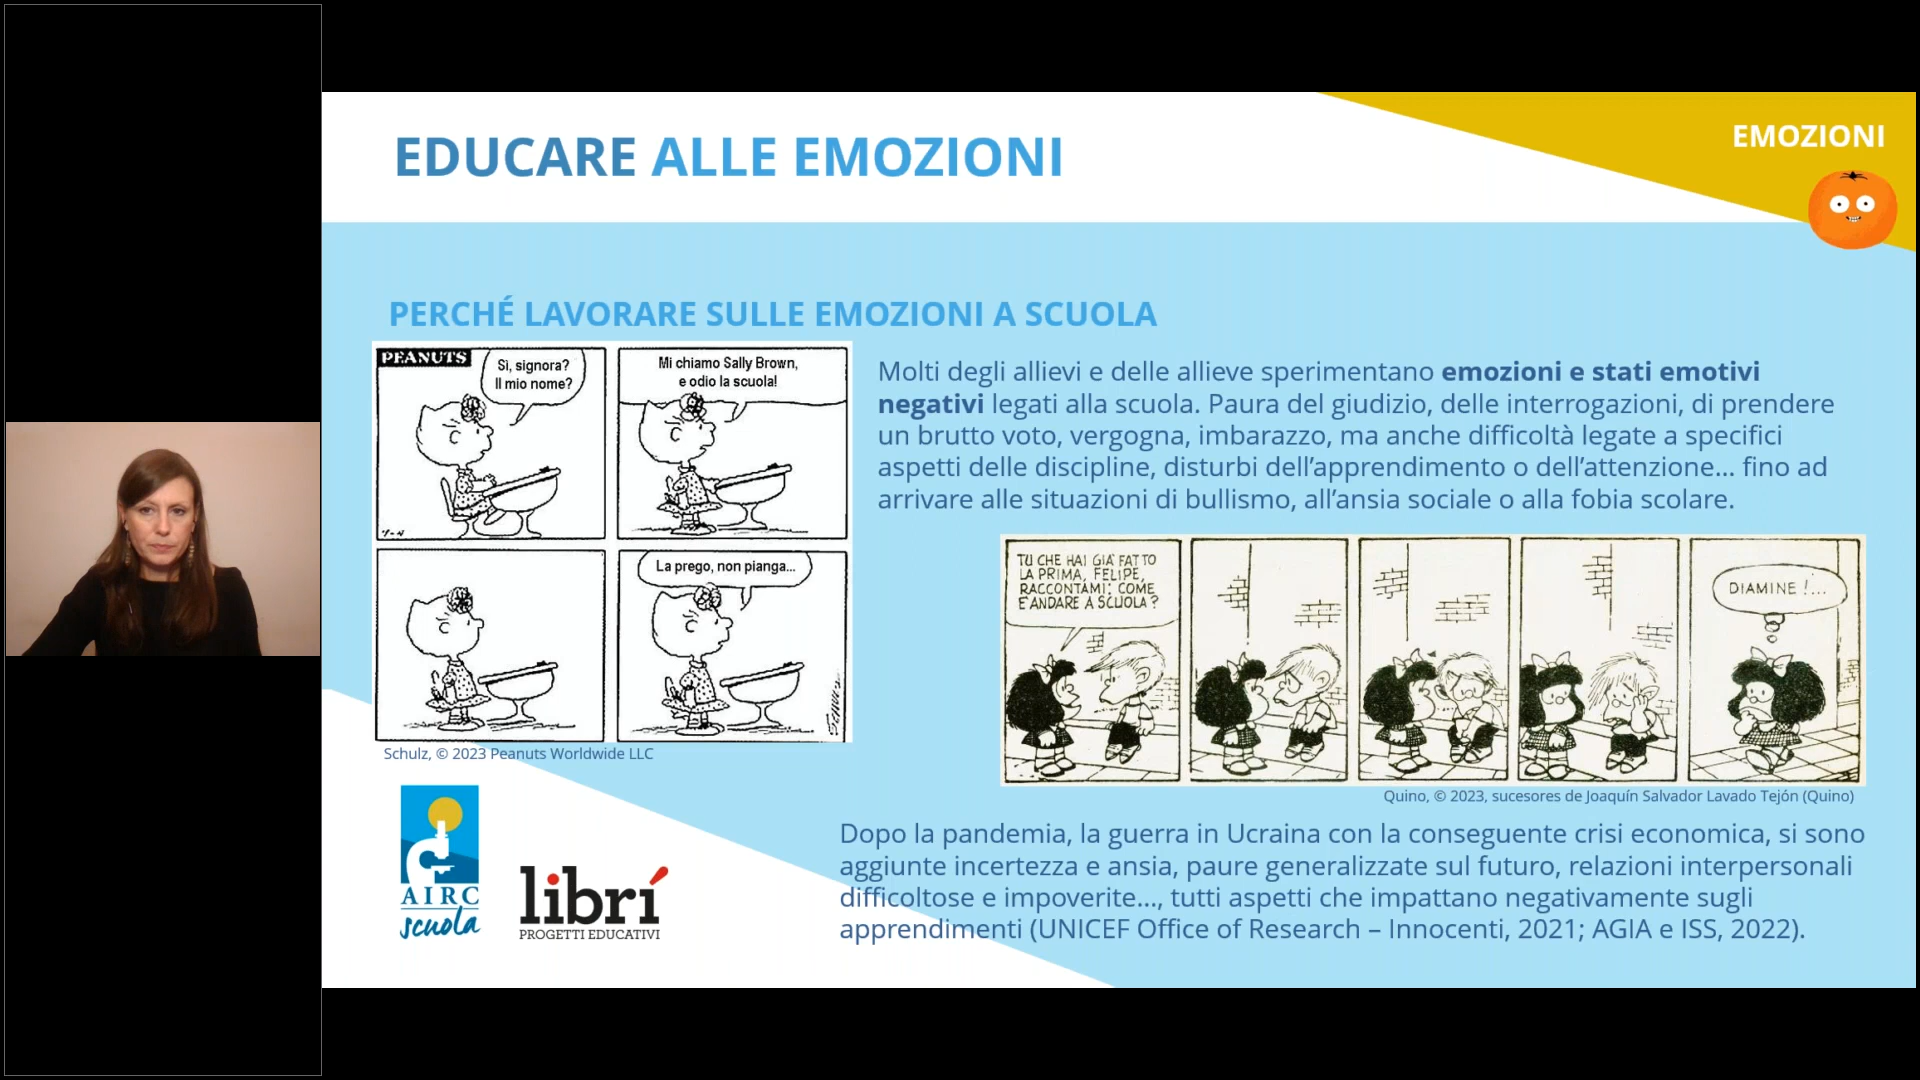 EDUCARE ALLE EMOZIONI
EMOZIONI
PERCHÉ LAVORARE SULLE EMOZIONI A SCUOLA
PEANUTS
Sì, signora?
Il mio nome?
Mi chiamo Sally Brown,
e odio la scuola!
La prego, non pianga...
SCHULZ
Schulz, © 2023 Peanuts Worldwide LLC
Molti degli allievi e delle allieve sperimentano emozioni e stati emotivi
negativi legati alla scuola. Paura del giudizio, delle interrogazioni, di prendere
un brutto voto, vergogna, imbarazzo, ma anche difficoltà legate a specifici
aspetti delle discipline, disturbi dell’apprendimento o dell’attenzione… fino ad
arrivare alle situazioni di bullismo, all’ansia sociale o alla fobia scolare.
TU CHE HAI GIA' FATTO
LA PRIMA, FELIPE,
RACCONTAMI: COME
E' ANDARE A SCUOLA?
DIAMINE!...
Quino, © 2023, sucesores de Joaquín Salvador Lavado Tejón (Quino)
Dopo la pandemia, la guerra in Ucraina con la conseguente crisi economica, si sono
aggiunte incertezza e ansia, paure generalizzate sul futuro, relazioni interpersonali
difficoltose e impoverite…, tutti aspetti che impattano negativamente sugli
apprendimenti (UNICEF Office of Research – Innocenti, 2021; AGIA e ISS, 2022).
AIRC
scuola
librí
PROGETTI EDUCATIVI